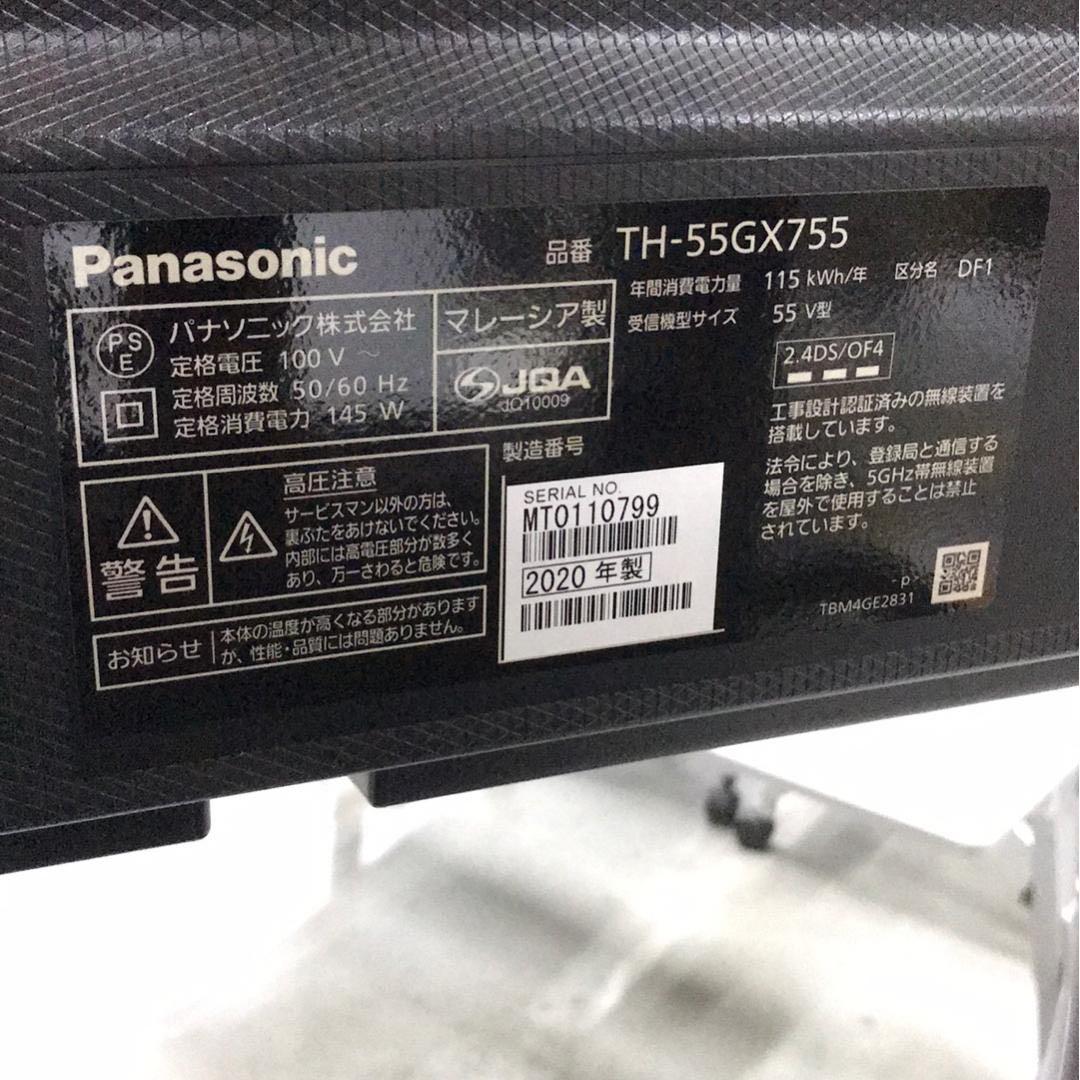 Panasonic
品番 TH-55GX755
年間消費電力量 115 kWh/年 区分名 DF1
受信機型サイズ 55 V型
PS
E
パナソニック株式会社
定格電圧 100 V ～
定格周波数 50/60 Hz
定格消費電力 145 W
マレーシア製
JQA
JQ10009
2.4DS/OF4
工事設計認証済みの無線装置を
搭載しています。
法令により、登録局と通信する
場合を除き、5GHz帯無線装置
を屋外で使用することは禁止
されています。
警告
高圧注意
サービスマン以外の方は、
裏ぶたをあけないでください。
内部には高電圧部分が数多く
あり、万一さわると危険です。
お知らせ
本体の温度が高くなる部分があります
が、性能・品質には問題ありません。
製造番号
SERIAL NO.
MT0110799
2020 年製
- p -
TBM4GE2831